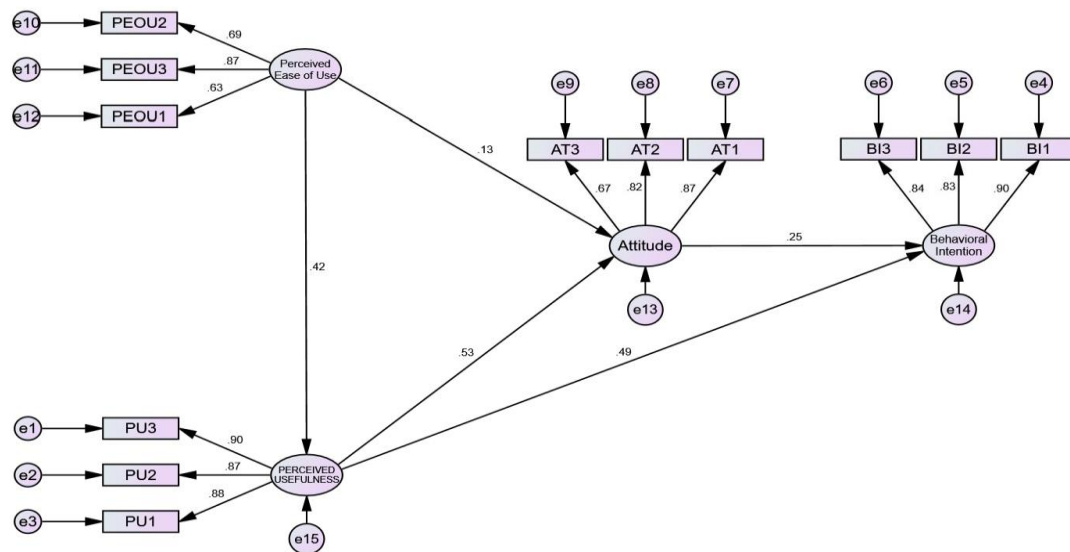 e10
PEOU2
.69
e11
PEOU3
.87
e12
PEOU1
.63
Perceived
Ease of Use
.13
.42
e9
e8
e7
AT3
AT2
AT1
.67
.82
.87
Attitude
e13
.25
e6
e5
e4
BI3
BI2
BI1
.84
.83
.90
Behavioral
Intention
e14
.53
.49
e1
PU3
.90
e2
PU2
.87
e3
PU1
.88
PERCEIVED
USEFULNESS
e15